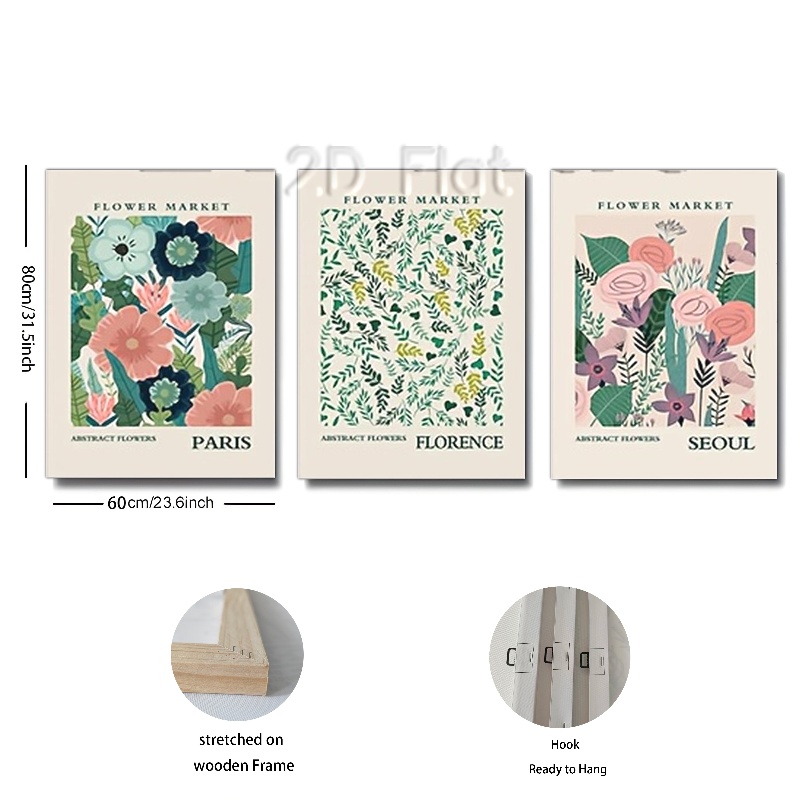 2D Flat
FLOWER MARKET
FLOWER MARKET
FLOWER MARKET
80cm/31.5inch
ABSTRACT FLOWERS PARIS
ABSTRACT FLOWERS FLORENCE
ABSTRACT FLOWERS SEOUL
60cm/23.6inch
stretched on
wooden Frame
Hook
Ready to Hang